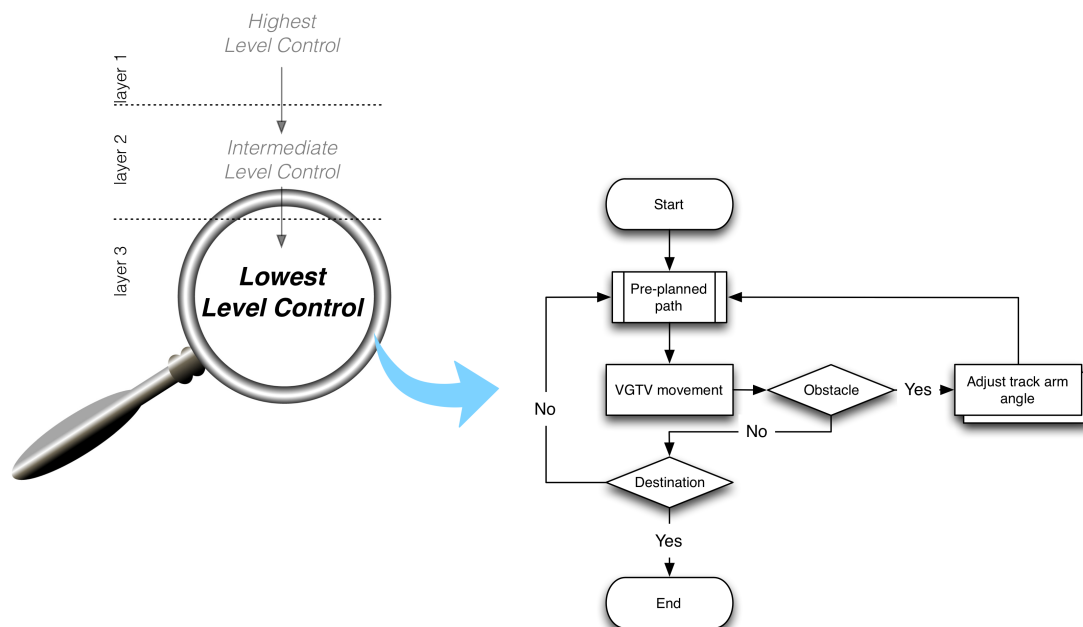 Highest
Level Control
layer 1
Intermediate
Level Control
layer 2
Lowest
Level Control
layer 3
Start
Pre-planned
path
VGTV movement
Obstacle
Yes
Adjust track arm
angle
No
No
Destination
Yes
End